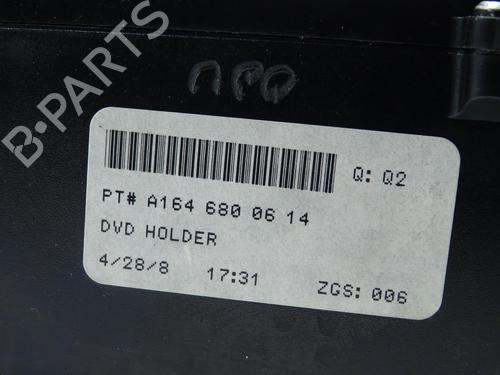 B-PARTS
Q: Q2
PT# A164 680 06 14
DVD HOLDER
4/28/8 17:31 ZGS: 006